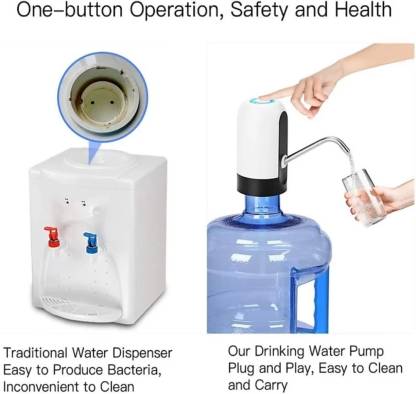 One-button Operation, Safety and Health
Traditional Water Dispenser
Easy to Produce Bacteria,
Inconvenient to Clean
Our Drinking Water Pump
Plug and Play, Easy to Clean
and Carry